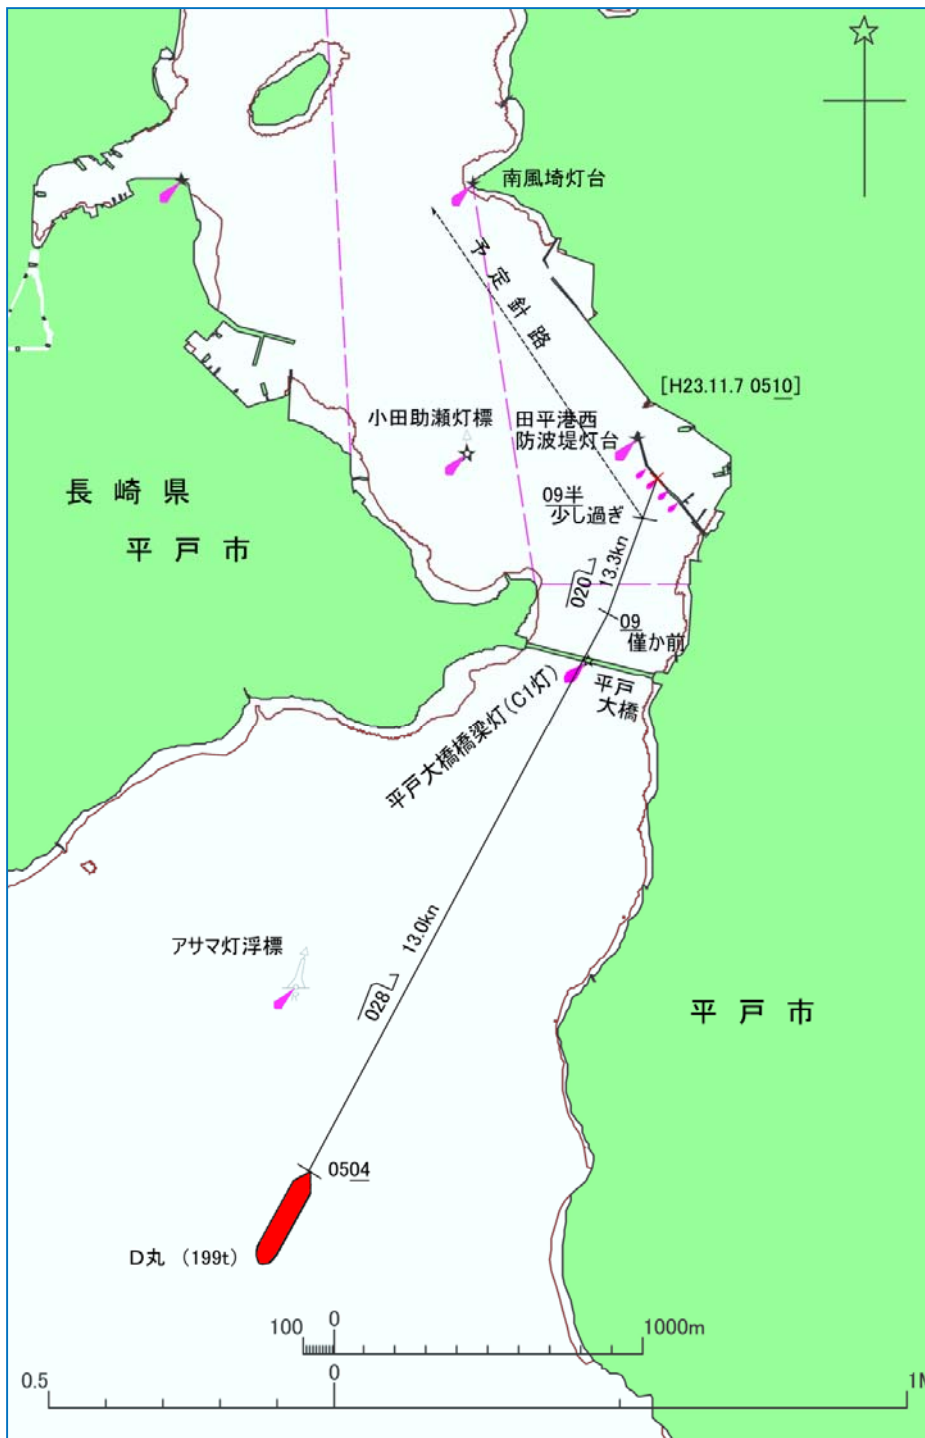 南風埼灯台
予定針路
[H23.11.7 0510]
小田助瀬灯標
田平港西
防波堤灯台
長崎県
平戸市
09半
少し過ぎ
13.3kn
020
09
僅か前
平戸
大橋
平戸大橋橋梁灯(C1灯)
13.0kn
028
アサマ灯浮標
平戸市
0504
D丸 (199t)
100
0
1000m
0.5
0
1M